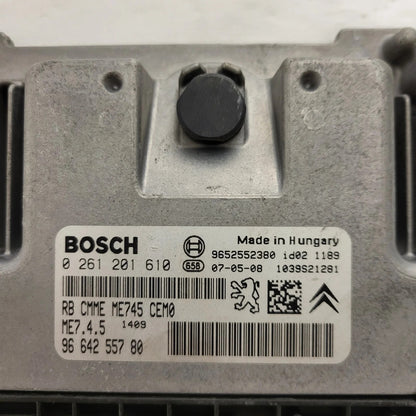 BOSCH Made in Hungary
9652552380 id02 1189
0 261 201 610 658 07-05-08 1039S21281
RB CMME ME745 CEM0
ME7.4.5 1409
96 642 557 80